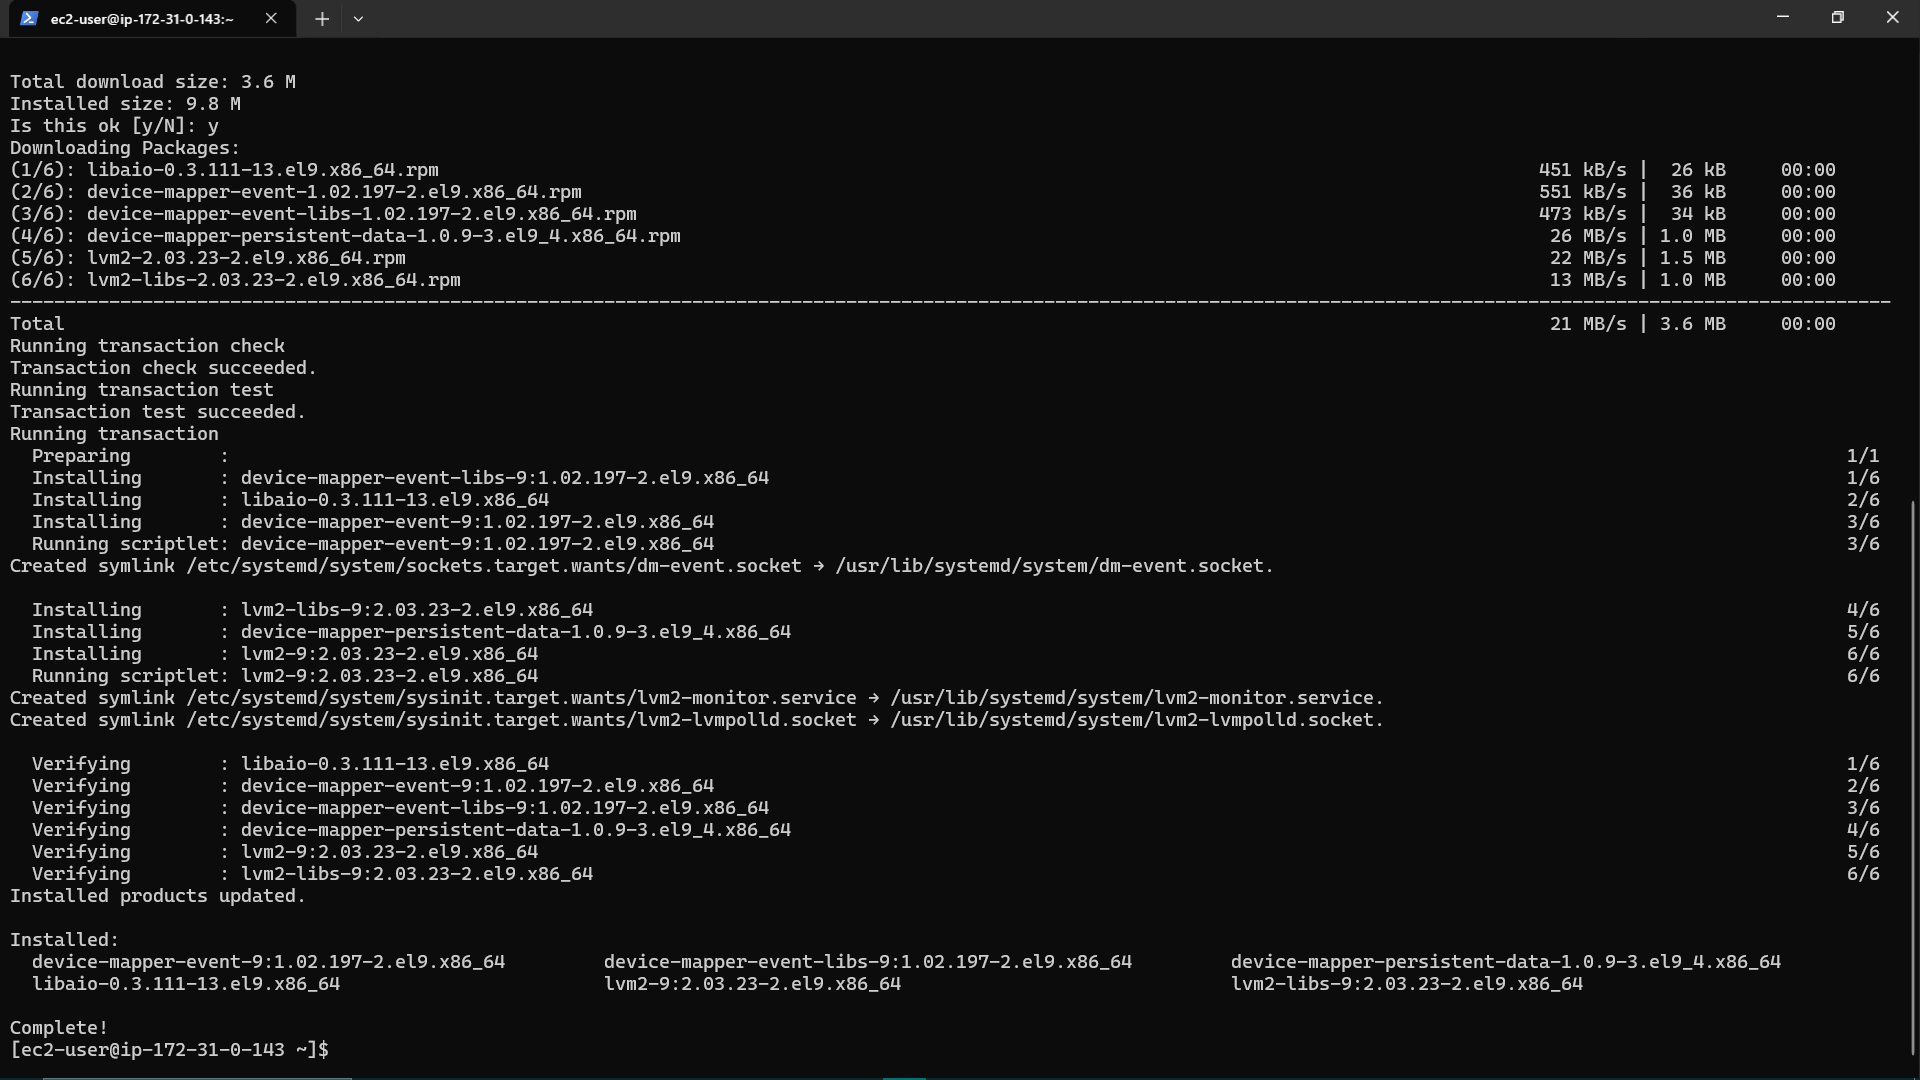 ec2-user@ip-172-31-0-143:~
Total download size: 3.6 M
Installed size: 9.8 M
Is this ok [y/N]: y
Downloading Packages:
(1/6): libaio-0.3.111-13.el9.x86_64.rpm 451 kB/s | 26 kB 00:00
(2/6): device-mapper-event-1.02.197-2.el9.x86_64.rpm 551 kB/s | 36 kB 00:00
(3/6): device-mapper-event-libs-1.02.197-2.el9.x86_64.rpm 473 kB/s | 34 kB 00:00
(4/6): device-mapper-persistent-data-1.0.9-3.el9_4.x86_64.rpm 26 MB/s | 1.0 MB 00:00
(5/6): lvm2-2.03.23-2.el9.x86_64.rpm 22 MB/s | 1.5 MB 00:00
(6/6): lvm2-libs-2.03.23-2.el9.x86_64.rpm 13 MB/s | 1.0 MB 00:00
--------------------------------------------------------------------------------
Total 21 MB/s | 3.6 MB 00:00
Running transaction check
Transaction check succeeded.
Running transaction test
Transaction test succeeded.
Running transaction
Preparing : 1/1
Installing : device-mapper-event-libs-9:1.02.197-2.el9.x86_64 1/6
Installing : libaio-0.3.111-13.el9.x86_64 2/6
Installing : device-mapper-event-9:1.02.197-2.el9.x86_64 3/6
Running scriptlet: device-mapper-event-9:1.02.197-2.el9.x86_64 3/6
Created symlink /etc/systemd/system/sockets.target.wants/dm-event.socket → /usr/lib/systemd/system/dm-event.socket.
Installing : lvm2-libs-9:2.03.23-2.el9.x86_64 4/6
Installing : device-mapper-persistent-data-1.0.9-3.el9_4.x86_64 5/6
Installing : lvm2-9:2.03.23-2.el9.x86_64 6/6
Running scriptlet: lvm2-9:2.03.23-2.el9.x86_64 6/6
Created symlink /etc/systemd/system/sysinit.target.wants/lvm2-monitor.service → /usr/lib/systemd/system/lvm2-monitor.service.
Created symlink /etc/systemd/system/sysinit.target.wants/lvm2-lvmpolld.socket → /usr/lib/systemd/system/lvm2-lvmpolld.socket.
Verifying : libaio-0.3.111-13.el9.x86_64 1/6
Verifying : device-mapper-event-9:1.02.197-2.el9.x86_64 2/6
Verifying : device-mapper-event-libs-9:1.02.197-2.el9.x86_64 3/6
Verifying : device-mapper-persistent-data-1.0.9-3.el9_4.x86_64 4/6
Verifying : lvm2-9:2.03.23-2.el9.x86_64 5/6
Verifying : lvm2-libs-9:2.03.23-2.el9.x86_64 6/6
Installed products updated.
Installed:
device-mapper-event-9:1.02.197-2.el9.x86_64 device-mapper-event-libs-9:1.02.197-2.el9.x86_64 device-mapper-persistent-data-1.0.9-3.el9_4.x86_64
libaio-0.3.111-13.el9.x86_64 lvm2-9:2.03.23-2.el9.x86_64 lvm2-libs-9:2.03.23-2.el9.x86_64
Complete!
[ec2-user@ip-172-31-0-143 ~]$